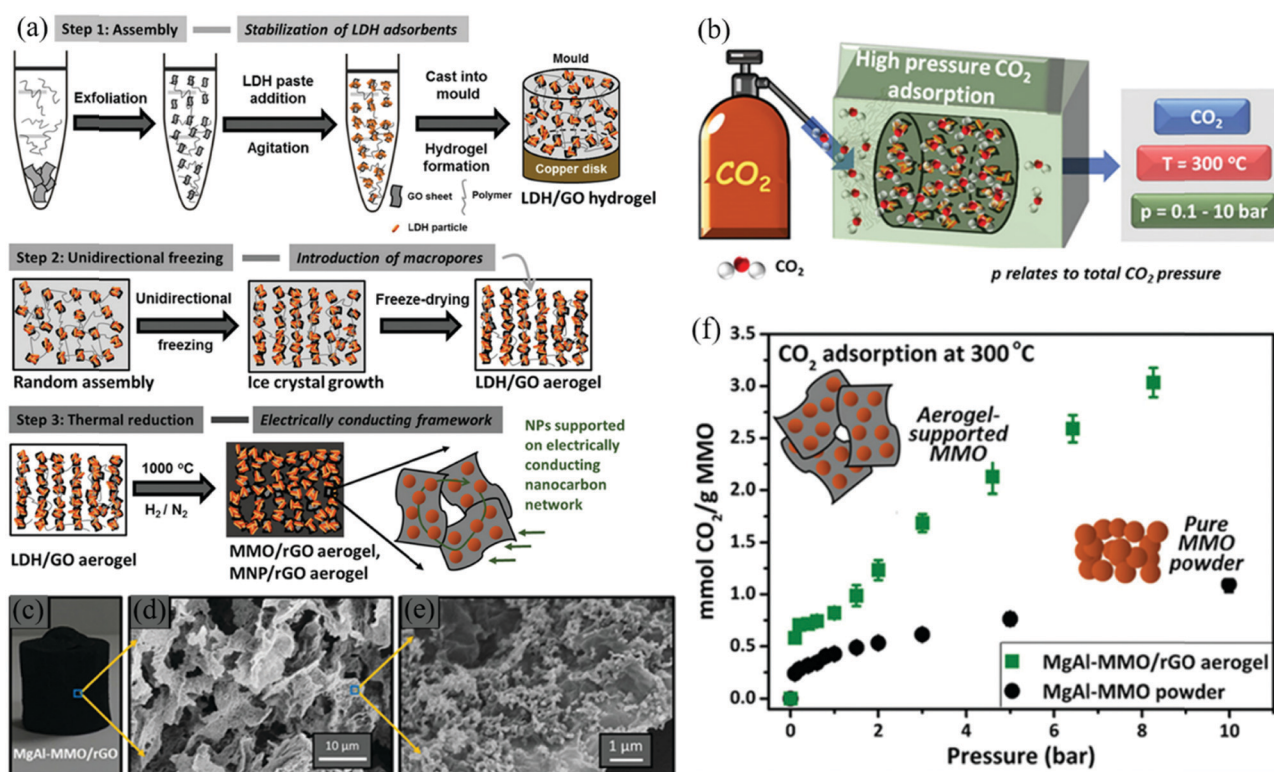 (a)
Step 1: Assembly
Stabilization of LDH adsorbents
Exfoliation
LDH paste
addition
Agitation
Cast into
mould
Hydrogel
formation
Mould
Copper disk
LDH/GO hydrogel
GO sheet
Polymer
LDH particle
Step 2: Unidirectional freezing
Introduction of macropores
Unidirectional
freezing
Freeze-drying
Random assembly
Ice crystal growth
LDH/GO aerogel
Step 3: Thermal reduction
Electrically conducting framework
1000 °C
H2/ N2
NPs supported
on electrically
conducting
nanocarbon
network
LDH/GO aerogel
MMO/rGO aerogel,
MNP/rGO aerogel
(b)
High pressure CO2
adsorption
CO2
CO2
CO2
T = 300 °C
p = 0.1 - 10 bar
p relates to total CO2 pressure
(c)
MgAl-MMO/rGO
(d)
10 µm
(e)
1 µm
(f)
CO2 adsorption at 300 °C
Aerogel-
supported
MMO
Pure
MMO
powder
MgAl-MMO/rGO aerogel
MgAl-MMO powder
mmol CO2/g MMO
3.5
3.0
2.5
2.0
1.5
1.0
0.5
0.0
0
2
4
6
8
10
Pressure (bar)